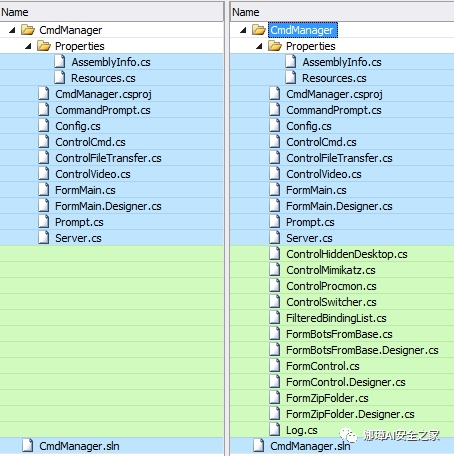 Name
CmdManager
Properties
AssemblyInfo.cs
Resources.cs
CmdManager.csproj
CommandPrompt.cs
Config.cs
ControlCmd.cs
ControlFileTransfer.cs
ControlVideo.cs
FormMain.cs
FormMain.Designer.cs
Prompt.cs
Server.cs
CmdManager.sln
Name
CmdManager
Properties
AssemblyInfo.cs
Resources.cs
CmdManager.csproj
CommandPrompt.cs
Config.cs
ControlCmd.cs
ControlFileTransfer.cs
ControlVideo.cs
FormMain.cs
FormMain.Designer.cs
Prompt.cs
Server.cs
ControlHiddenDesktop.cs
ControlMimikatz.cs
ControlProcmon.cs
ControlSwitcher.cs
FilteredBindingList.cs
FormBotsFromBase.cs
FormBotsFromBase.Designer.cs
FormControl.cs
FormControl.Designer.cs
FormZipFolder.cs
FormZipFolder.Designer.cs
Log.cs
CmdManager.sln
娜璋AI安全之家